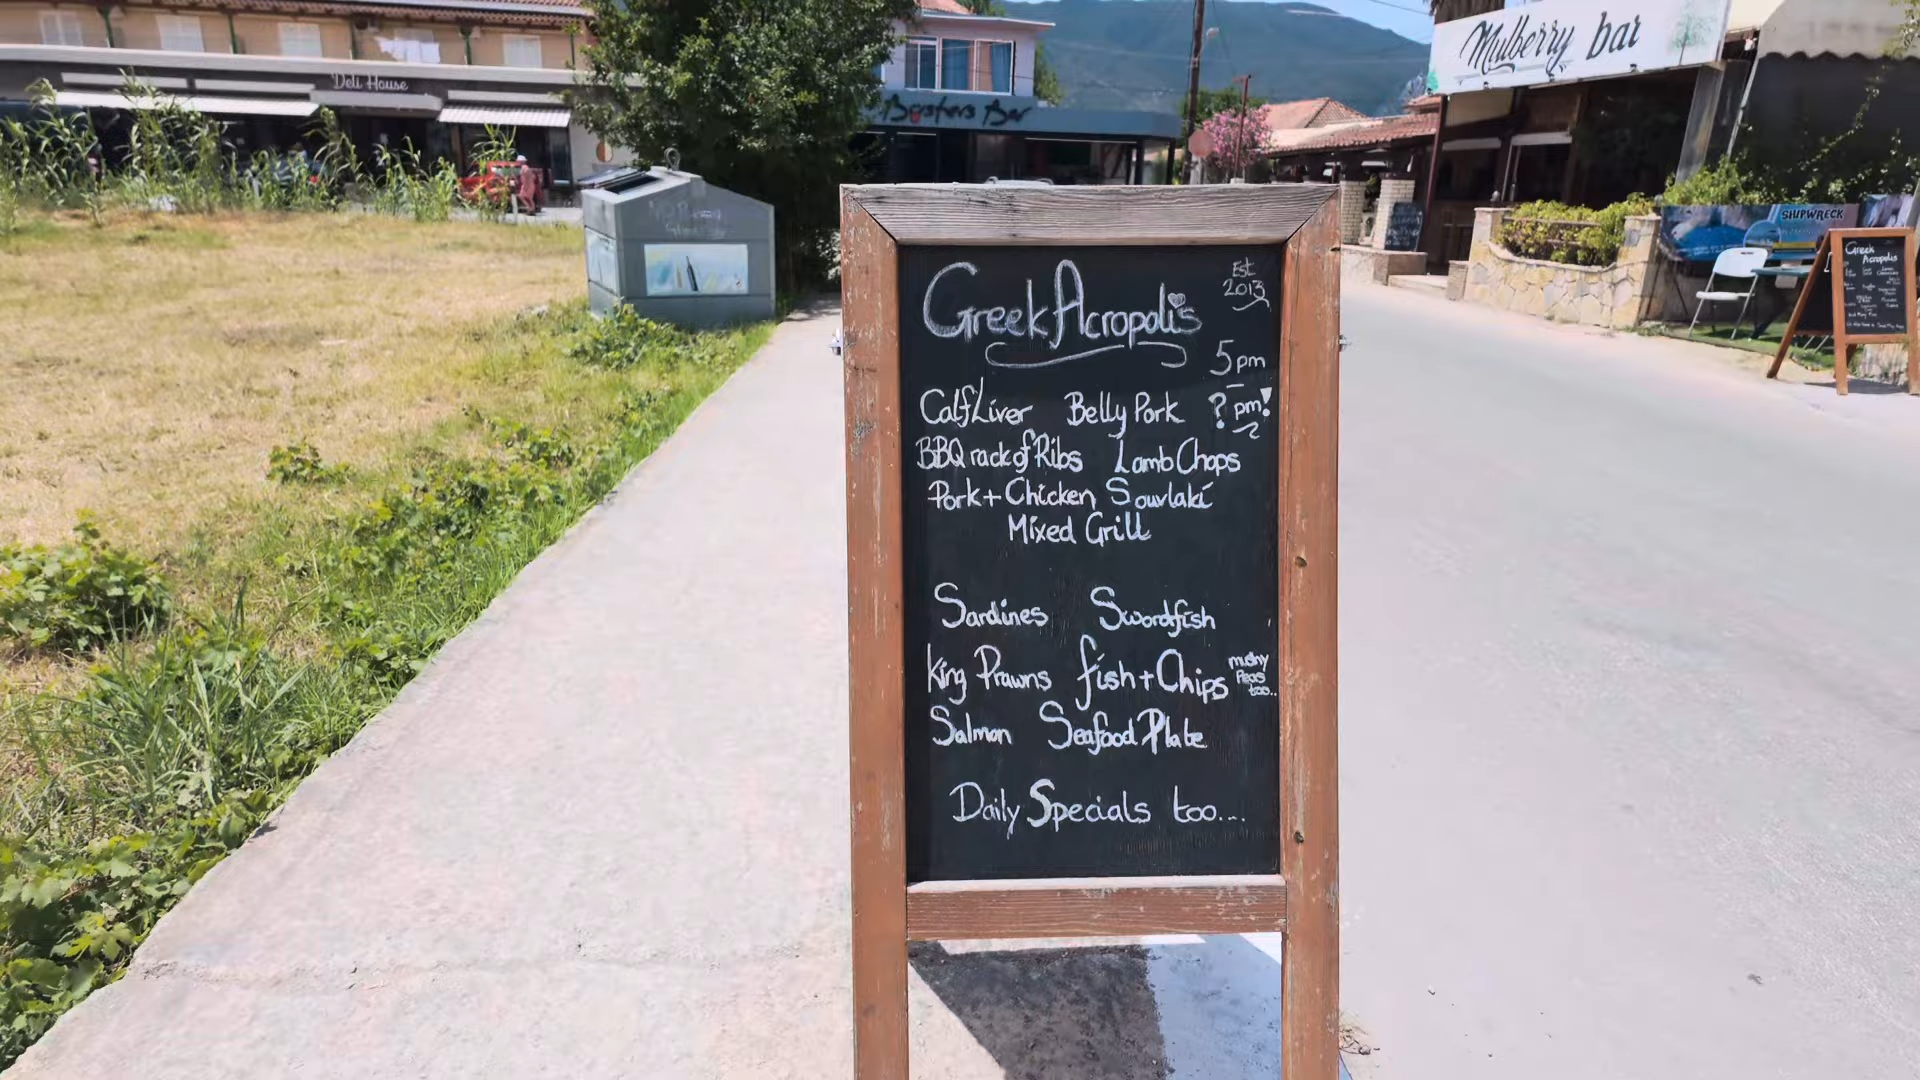 Deli House
Busters Bar
Mulberry bar
SHIPWRECK
Greek
Acropolis
Greek Acropolis
Est
2013
5pm
Calf Liver Belly Pork ? pm!
BBQ rack of Ribs Lamb Chops
Pork + Chicken Souvlaki
Mixed Grill
Sardines Swordfish
King Prawns fish + Chips mushy
Peas
too..
Salmon Seafood Plate
Daily Specials too...